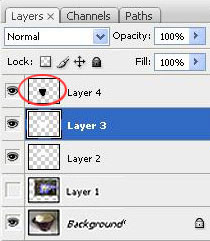 Layers × Channels Paths
Normal Opacity: 100%
Lock: Fill: 100%
Layer 4
Layer 3
Layer 2
Layer 1
Background